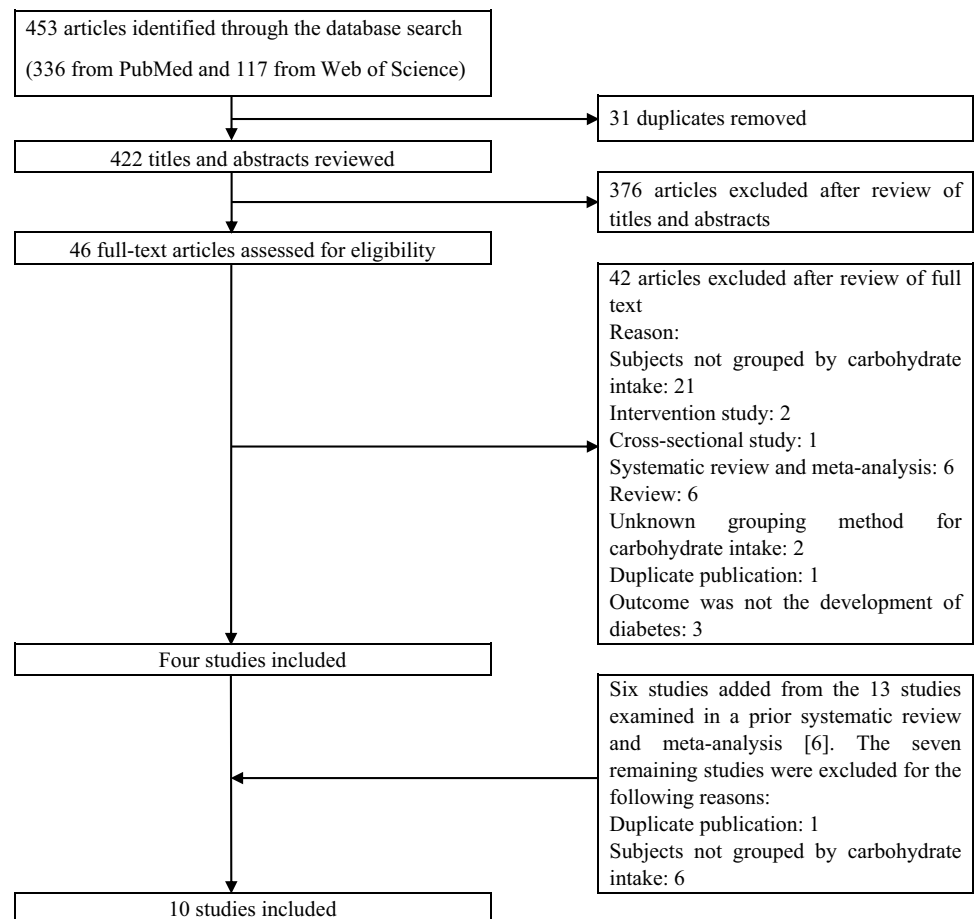 453 articles identified through the database search
(336 from PubMed and 117 from Web of Science)
31 duplicates removed
422 titles and abstracts reviewed
376 articles excluded after review of
titles and abstracts
46 full-text articles assessed for eligibility
42 articles excluded after review of full
text
Reason:
Subjects not grouped by carbohydrate
intake: 21
Intervention study: 2
Cross-sectional study: 1
Systematic review and meta-analysis: 6
Review: 6
Unknown grouping method for
carbohydrate intake: 2
Duplicate publication: 1
Outcome was not the development of
diabetes: 3
Four studies included
Six studies added from the 13 studies
examined in a prior systematic review
and meta-analysis [6]. The seven
remaining studies were excluded for the
following reasons:
Duplicate publication: 1
Subjects not grouped by carbohydrate
intake: 6
10 studies included